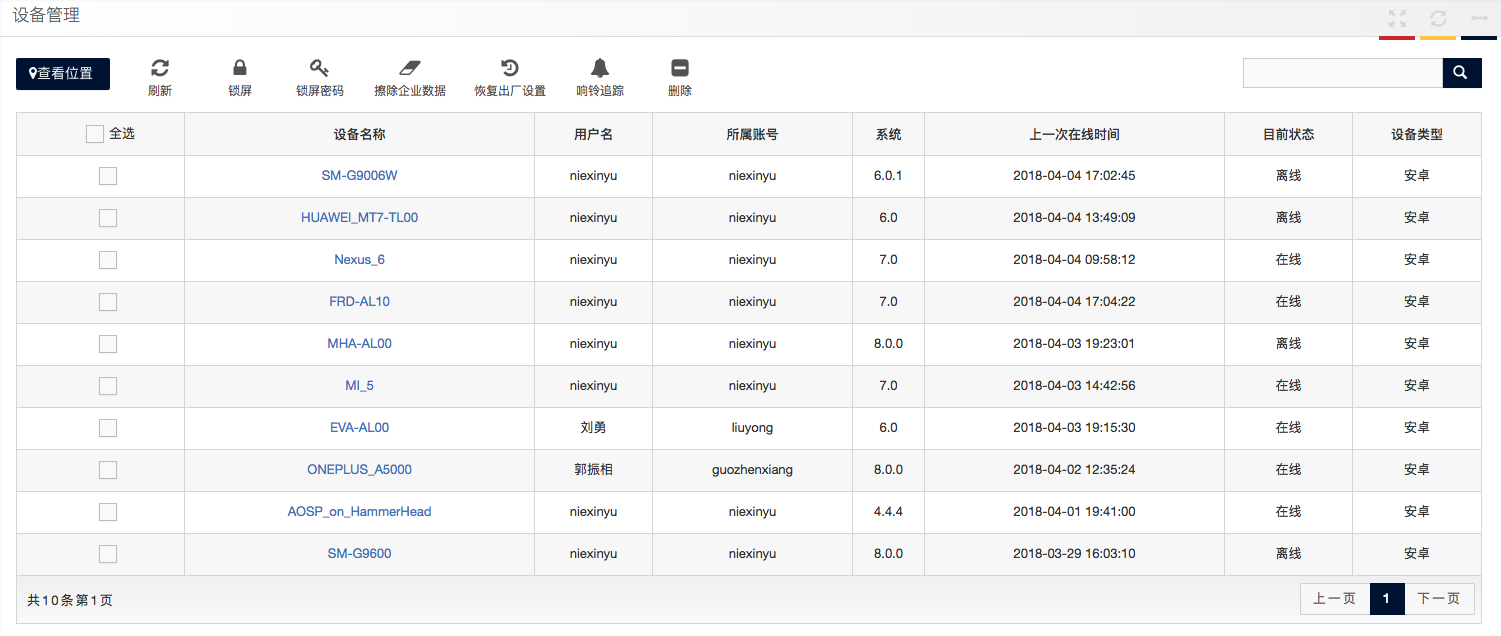 设备管理
查看位置 刷新 锁屏 锁屏密码 擦除企业数据 恢复出厂设置 响铃追踪 删除
全选 设备名称 用户名 所属账号 系统 上一次在线时间 目前状态 设备类型
SM-G9006W niexinyu niexinyu 6.0.1 2018-04-04 17:02:45 离线 安卓
HUAWEI_MT7-TL00 niexinyu niexinyu 6.0 2018-04-04 13:49:09 离线 安卓
Nexus_6 niexinyu niexinyu 7.0 2018-04-04 09:58:12 在线 安卓
FRD-AL10 niexinyu niexinyu 7.0 2018-04-04 17:04:22 在线 安卓
MHA-AL00 niexinyu niexinyu 8.0.0 2018-04-03 19:23:01 离线 安卓
MI_5 niexinyu niexinyu 7.0 2018-04-03 14:42:56 在线 安卓
EVA-AL00 刘勇 liuyong 6.0 2018-04-03 19:15:30 在线 安卓
ONEPLUS_A5000 郭振相 guozhenxiang 8.0.0 2018-04-02 12:35:24 在线 安卓
AOSP_on_HammerHead niexinyu niexinyu 4.4.4 2018-04-01 19:41:00 在线 安卓
SM-G9600 niexinyu niexinyu 8.0.0 2018-03-29 16:03:10 离线 安卓
共10条第1页 上一页 1 下一页